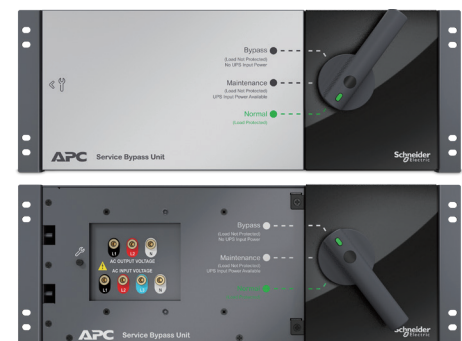 Bypass
(Load Not Protected)
No UPS Input Power
Maintenance
(Load Not Protected)
UPS Input Power Available
Normal
(Load Protected)
APC Service Bypass Unit
Schneider
Electric
Bypass
(Load Not Protected)
No UPS Input Power
L1 L2 N
AC OUTPUT VOLTAGE
AC INPUT VOLTAGE
Maintenance
(Load Not Protected)
UPS Input Power Available
L1 L2 L3 N
APC Service Bypass Unit
Schneider
Electric